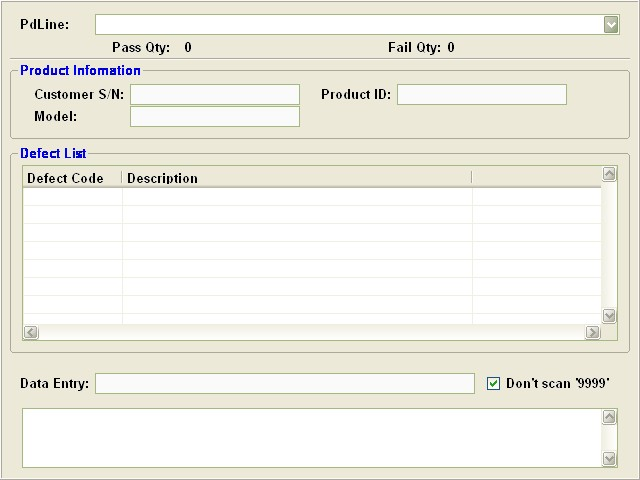 PdLine:
Pass Qty: 0 Fail Qty: 0
Product Infomation
Customer S/N: Product ID:
Model:
Defect List
Defect Code Description
Data Entry: Don't scan '9999'